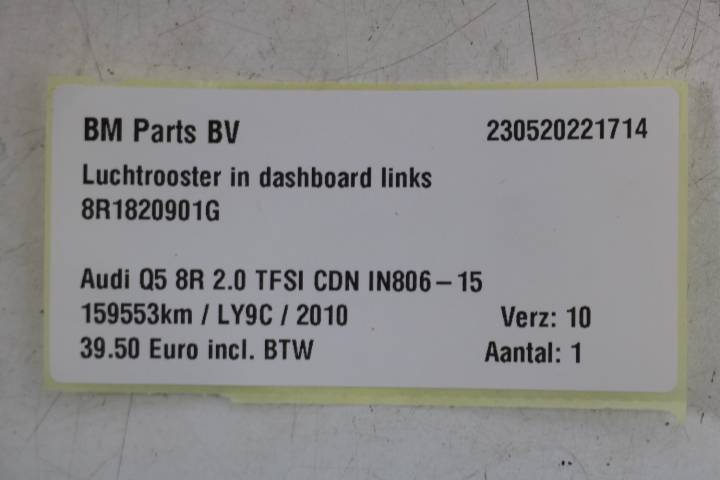 BM Parts BV 230520221714
Luchtrooster in dashboard links
8R1820901G
Audi Q5 8R 2.0 TFSI CDN IN806-15
159553km / LY9C / 2010 Verz: 10
39.50 Euro incl. BTW Aantal: 1